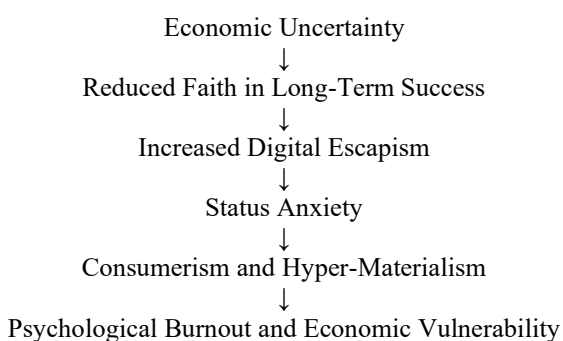 Economic Uncertainty
↓
Reduced Faith in Long-Term Success
↓
Increased Digital Escapism
↓
Status Anxiety
↓
Consumerism and Hyper-Materialism
↓
Psychological Burnout and Economic Vulnerability